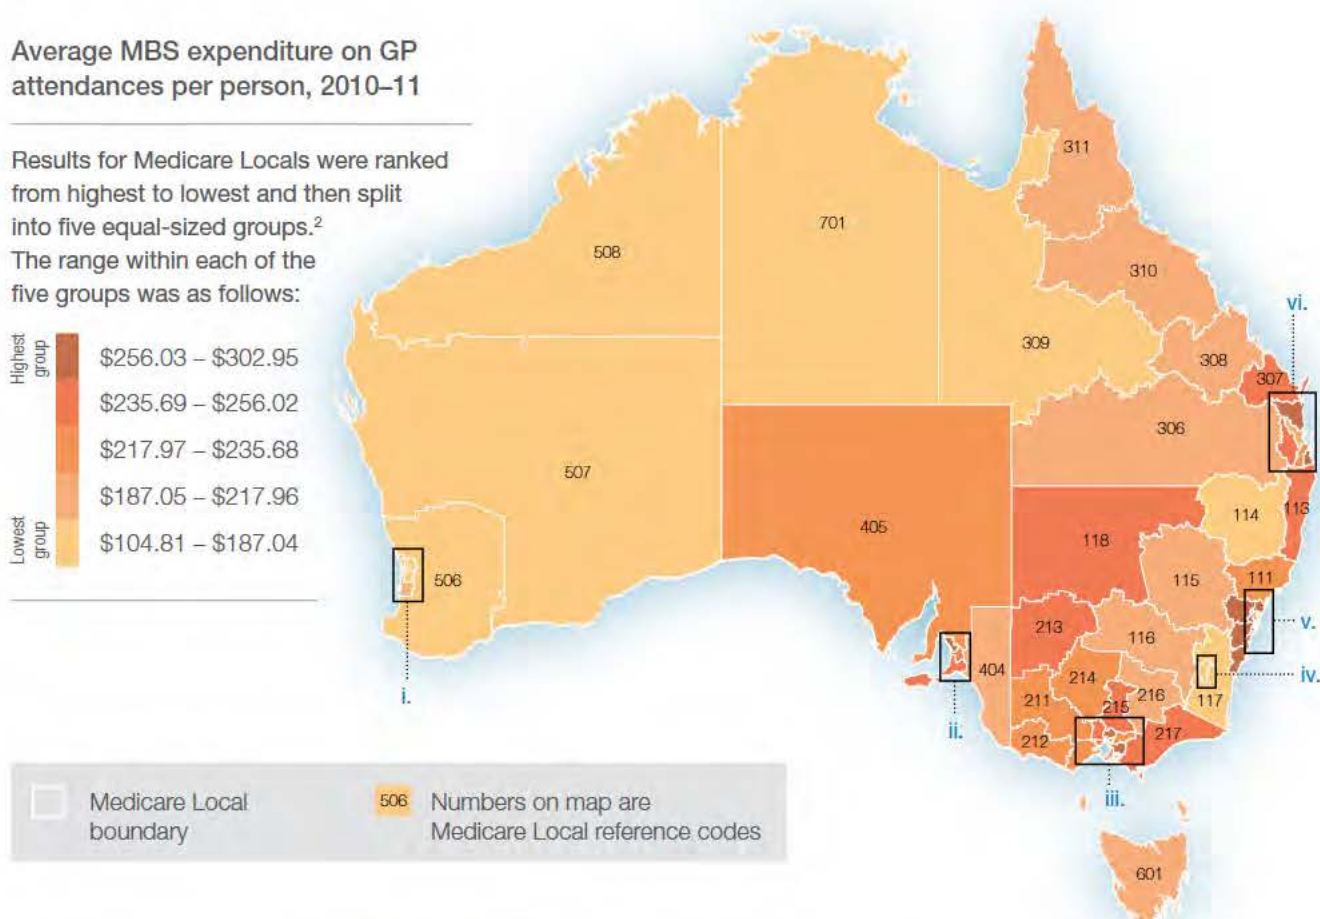 Average MBS expenditure on GP
attendances per person, 2010–11
Results for Medicare Locals were ranked
from highest to lowest and then split
into five equal-sized groups.²
The range within each of the
five groups was as follows:
Highest
group
$256.03 – $302.95
$235.69 – $256.02
$217.97 – $235.68
$187.05 – $217.96
$104.81 – $187.04
Lowest
group
311
701
508
310
vi.
309
308
307
306
507
114
113
405
118
506
115
111
213
116
v.
404
214
iv.
211
215
216
117
i.
ii.
212
217
iii.
601
Medicare Local
boundary
506
Numbers on map are
Medicare Local reference codes